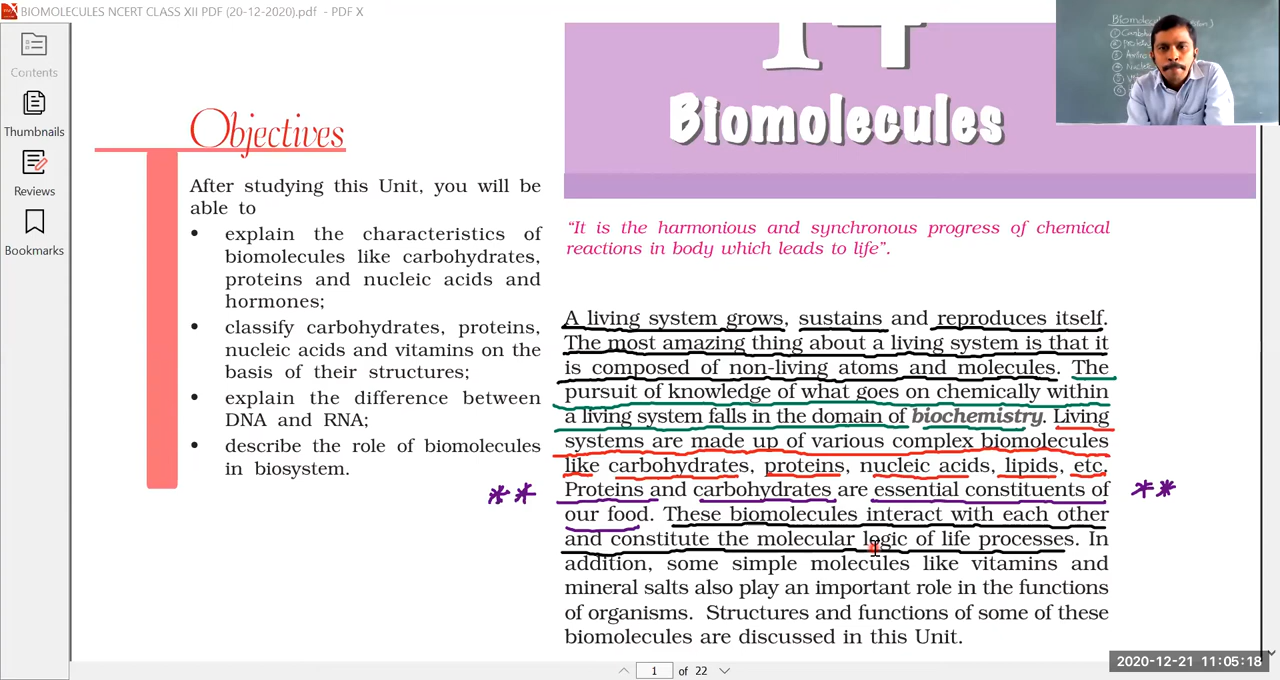 BIOMOLECULES NCERT CLASS XII PDF (20-12-2020).pdf - PDF X
Contents
Thumbnails
Reviews
Bookmarks
14
Biomolecules
Objectives
After studying this Unit, you will be
able to
• explain the characteristics of
biomolecules like carbohydrates,
proteins and nucleic acids and
hormones;
• classify carbohydrates, proteins,
nucleic acids and vitamins on the
basis of their structures;
• explain the difference between
DNA and RNA;
• describe the role of biomolecules
in biosystem.
“It is the harmonious and synchronous progress of chemical
reactions in body which leads to life”.
A living system grows, sustains and reproduces itself.
The most amazing thing about a living system is that it
is composed of non-living atoms and molecules. The
pursuit of knowledge of what goes on chemically within
a living system falls in the domain of biochemistry. Living
systems are made up of various complex biomolecules
like carbohydrates, proteins, nucleic acids, lipids, etc.
** Proteins and carbohydrates are essential constituents of **
our food. These biomolecules interact with each other
and constitute the molecular logic of life processes. In
addition, some simple molecules like vitamins and
mineral salts also play an important role in the functions
of organisms. Structures and functions of some of these
biomolecules are discussed in this Unit.
1 of 22
2020-12-21 11:05:18